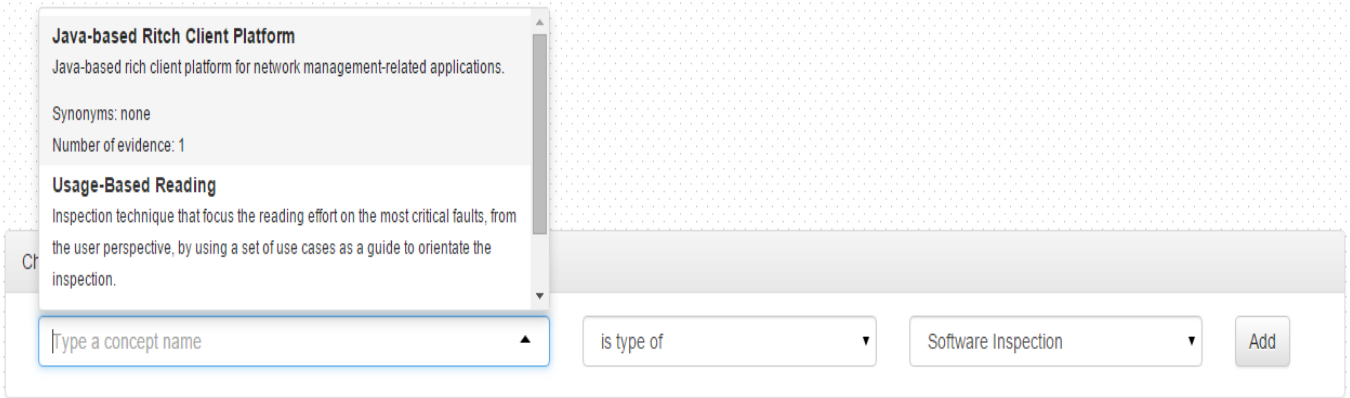 Java-based Ritch Client Platform
Java-based rich client platform for network management-related applications.
Synonyms: none
Number of evidence: 1
Usage-Based Reading
Inspection technique that focus the reading effort on the most critical faults, from
the user perspective, by using a set of use cases as a guide to orientate the
inspection.
Ch
Type a concept name
is type of
Software Inspection
Add